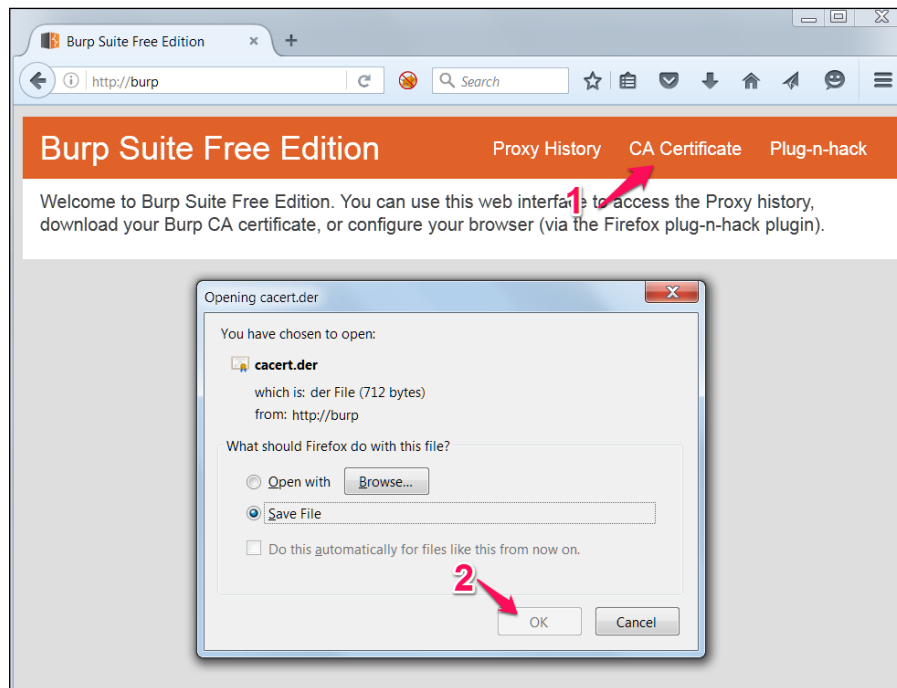 Burp Suite Free Edition
http://burp
Search
Burp Suite Free Edition
Proxy History
CA Certificate
Plug-n-hack
1
Welcome to Burp Suite Free Edition. You can use this web interface to access the Proxy history,
download your Burp CA certificate, or configure your browser (via the Firefox plug-n-hack plugin).
Opening cacert.der
You have chosen to open:
cacert.der
which is: der File (712 bytes)
from: http://burp
What should Firefox do with this file?
Open with
Browse...
Save File
Do this automatically for files like this from now on.
2
OK
Cancel